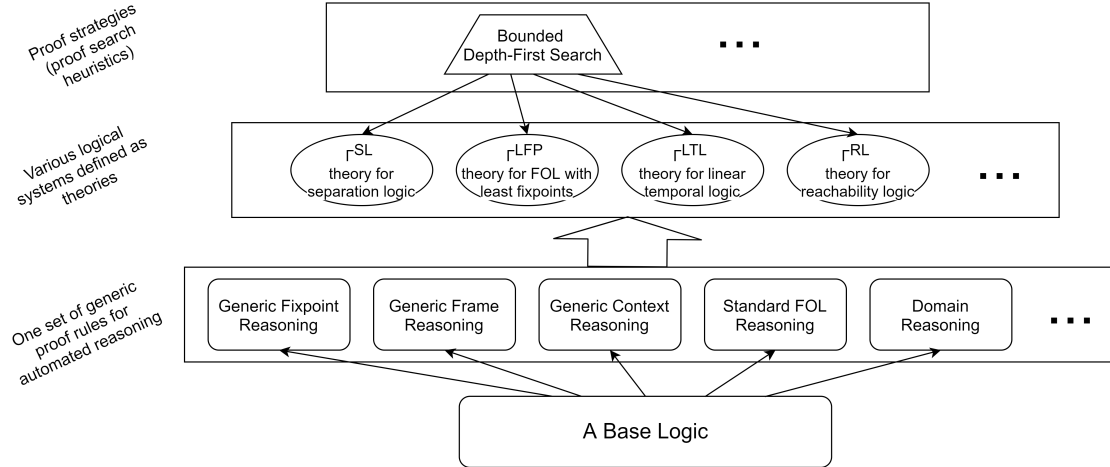 Proof strategies
(proof search
heuristics)
Bounded
Depth-First Search
...
Various logical
systems defined as
theories
┌SL
theory for
separation logic
┌LFP
theory for FOL with
least fixpoints
┌LTL
theory for linear
temporal logic
┌RL
theory for
reachability logic
...
One set of generic
proof rules for
automated reasoning
Generic Fixpoint
Reasoning
Generic Frame
Reasoning
Generic Context
Reasoning
Standard FOL
Reasoning
Domain
Reasoning
...
A Base Logic